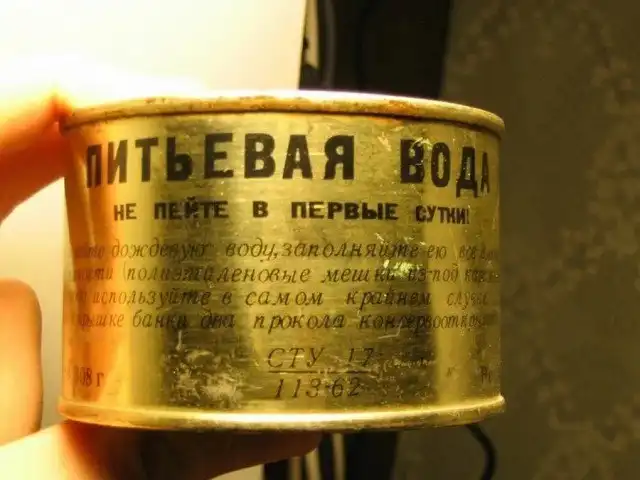 ПИТЬЕВАЯ ВОДА
НЕ ПЕЙТЕ В ПЕРВЫЕ СУТКИ!
дождевую воду, заполняйте ею все
(полиэтиленовые мешки из-под
используйте в самом крайнем случае
крышке банки два прокола
СТУ 17
113-62